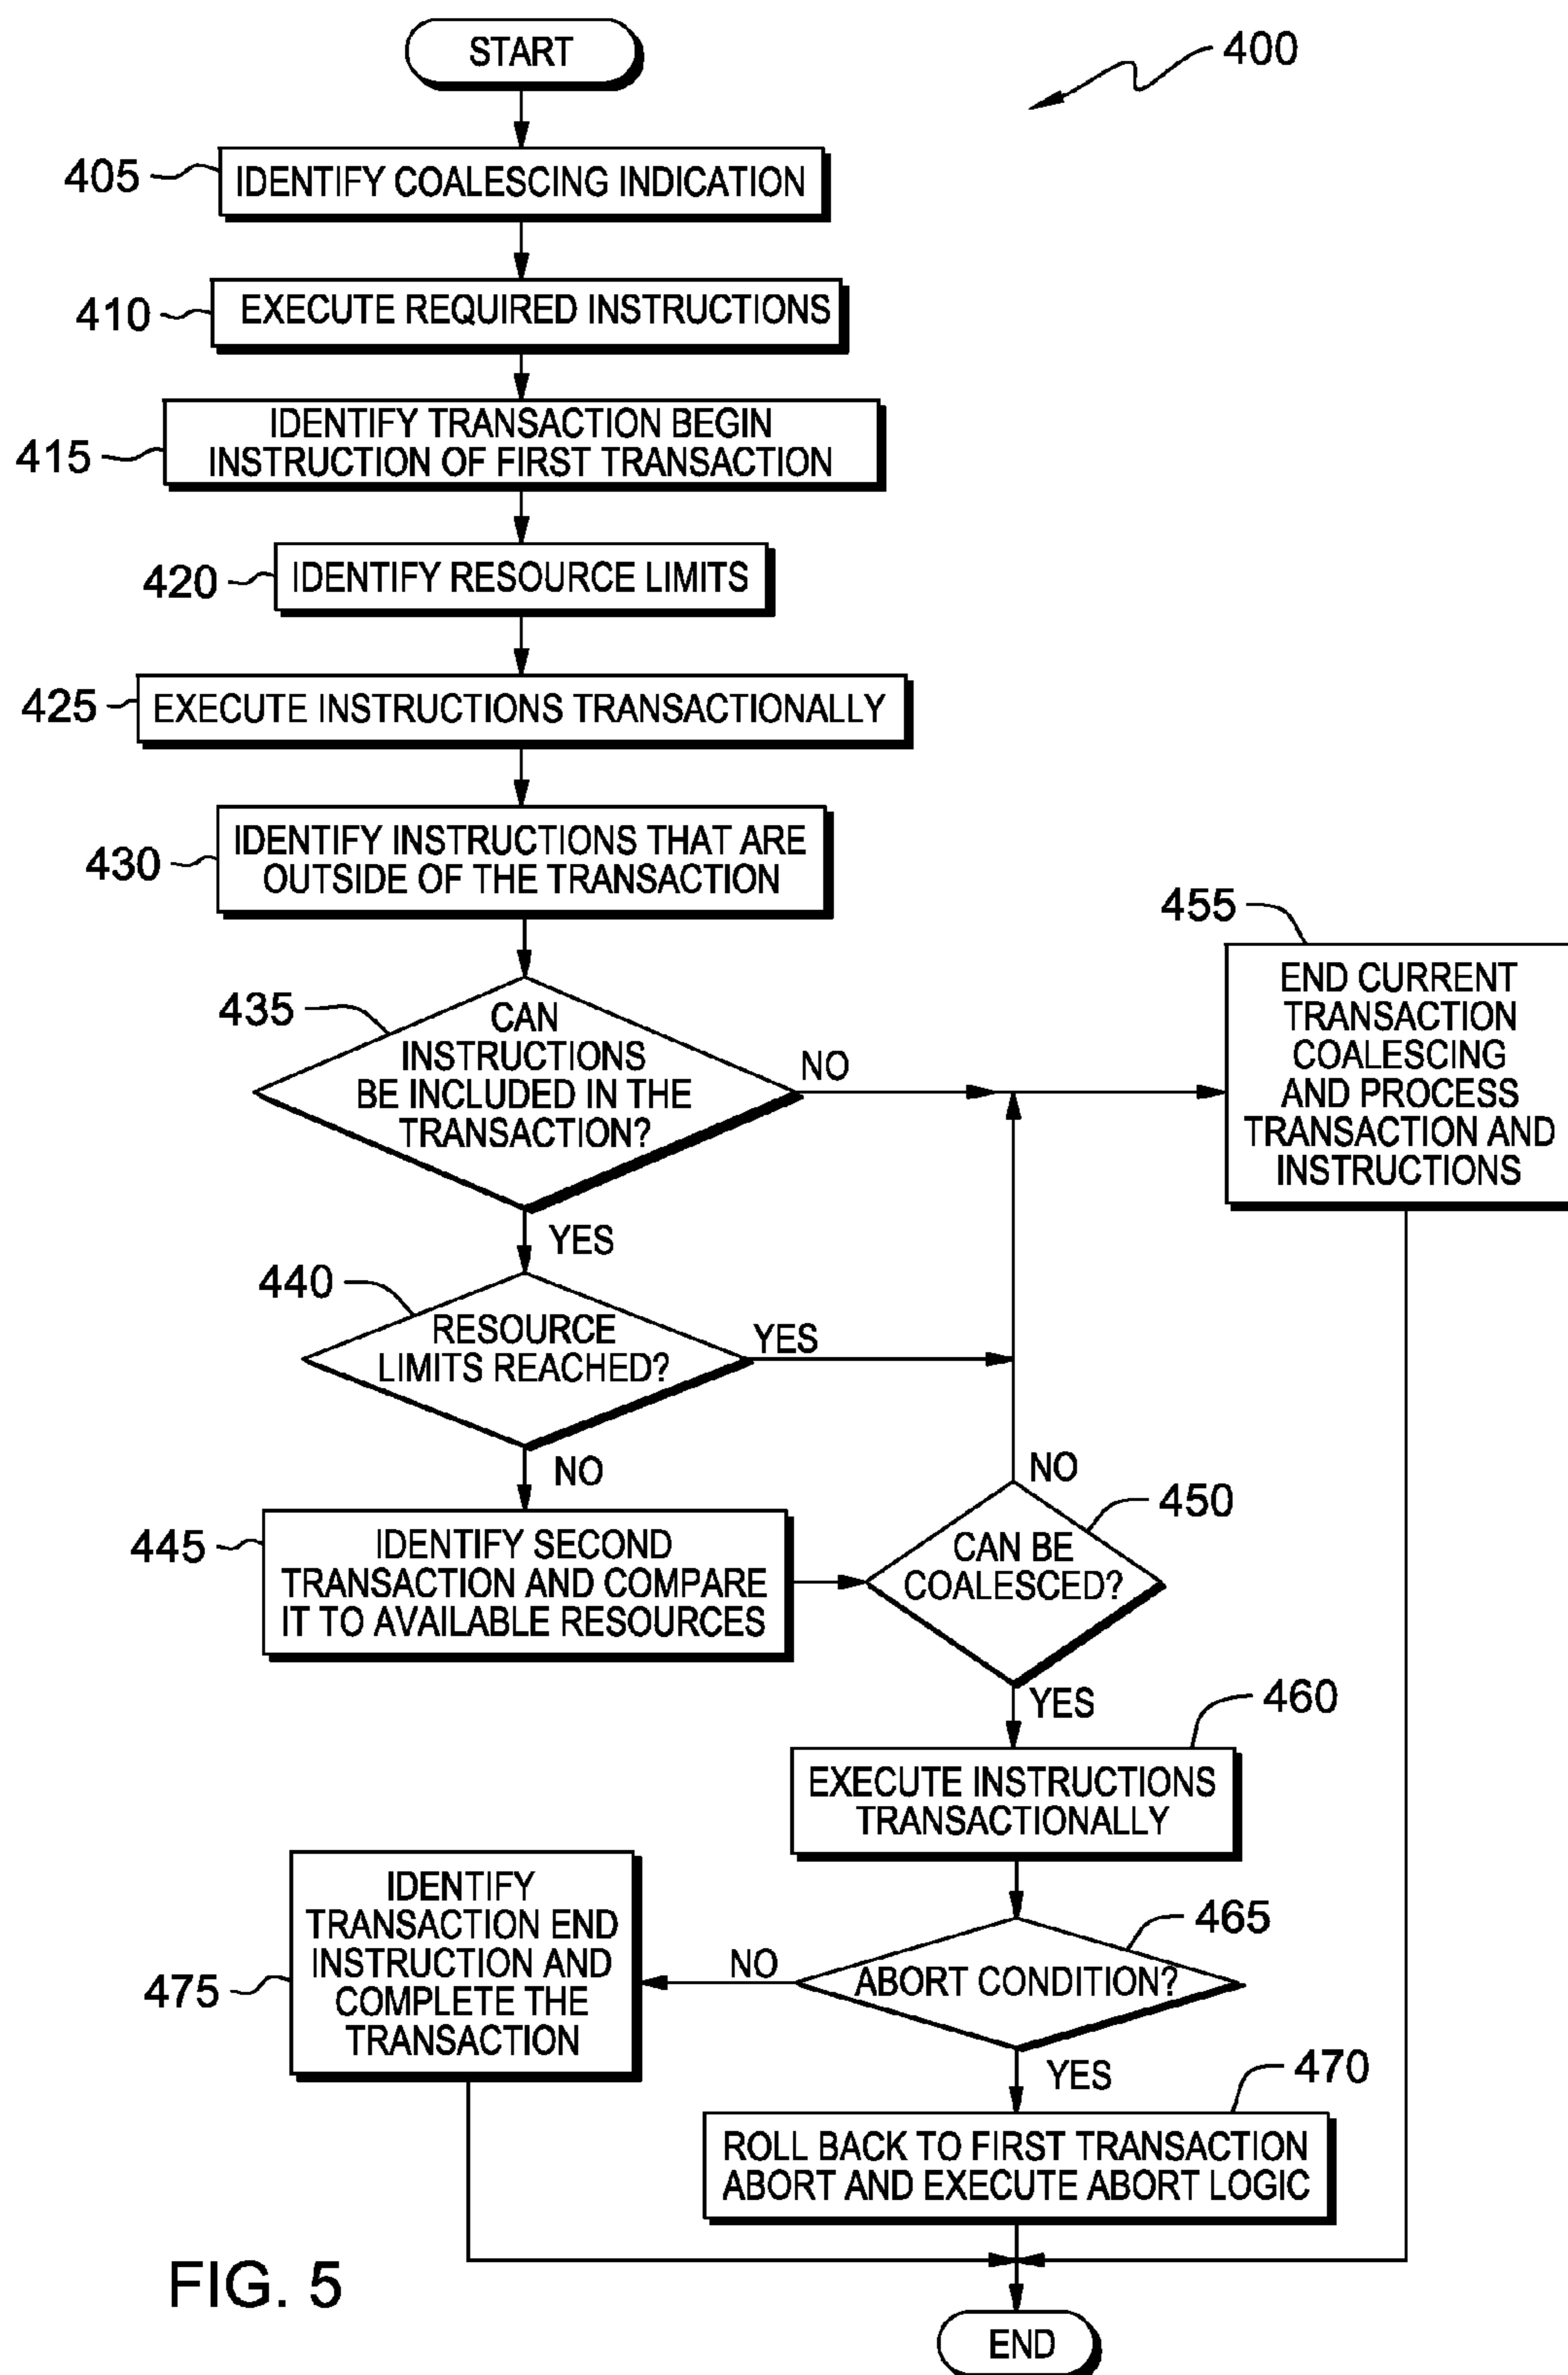 START
400
405
IDENTIFY COALESCING INDICATION
410
EXECUTE REQUIRED INSTRUCTIONS
415
IDENTIFY TRANSACTION BEGIN
INSTRUCTION OF FIRST TRANSACTION
420
IDENTIFY RESOURCE LIMITS
425
EXECUTE INSTRUCTIONS TRANSACTIONALLY
430
IDENTIFY INSTRUCTIONS THAT ARE
OUTSIDE OF THE TRANSACTION
455
END CURRENT
TRANSACTION
COALESCING
AND PROCESS
TRANSACTION AND
INSTRUCTIONS
435
CAN
INSTRUCTIONS
BE INCLUDED IN THE
TRANSACTION?
NO
YES
440
RESOURCE
LIMITS REACHED?
YES
NO
445
IDENTIFY SECOND
TRANSACTION AND COMPARE
IT TO AVAILABLE RESOURCES
NO
450
CAN BE
COALESCED?
YES
460
EXECUTE INSTRUCTIONS
TRANSACTIONALLY
465
ABORT CONDITION?
NO
475
IDENTIFY
TRANSACTION END
INSTRUCTION AND
COMPLETE THE
TRANSACTION
YES
470
ROLL BACK TO FIRST TRANSACTION
ABORT AND EXECUTE ABORT LOGIC
FIG. 5
END